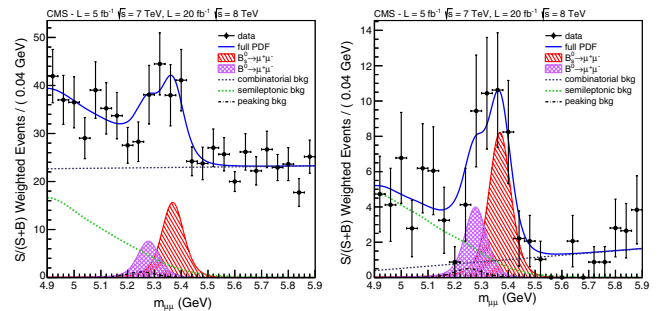 CMS - L = 5 fb⁻¹ √s = 7 TeV, L = 20 fb⁻¹ √s = 8 TeV
S/(S+B) Weighted Events / ( 0.04 GeV)
50
40
30
20
10
0
data
full PDF
B⁰ₛ→μ⁺μ⁻
B⁰→μ⁺μ⁻
combinatorial bkg
semileptonic bkg
peaking bkg
4.9 5 5.1 5.2 5.3 5.4 5.5 5.6 5.7 5.8 5.9
m_μμ (GeV)
CMS - L = 5 fb⁻¹ √s = 7 TeV, L = 20 fb⁻¹ √s = 8 TeV
S/(S+B) Weighted Events / ( 0.04 GeV)
14
12
10
8
6
4
2
0
data
full PDF
B⁰ₛ→μ⁺μ⁻
B⁰→μ⁺μ⁻
combinatorial bkg
semileptonic bkg
peaking bkg
4.9 5 5.1 5.2 5.3 5.4 5.5 5.6 5.7 5.8 5.9
m_μμ (GeV)